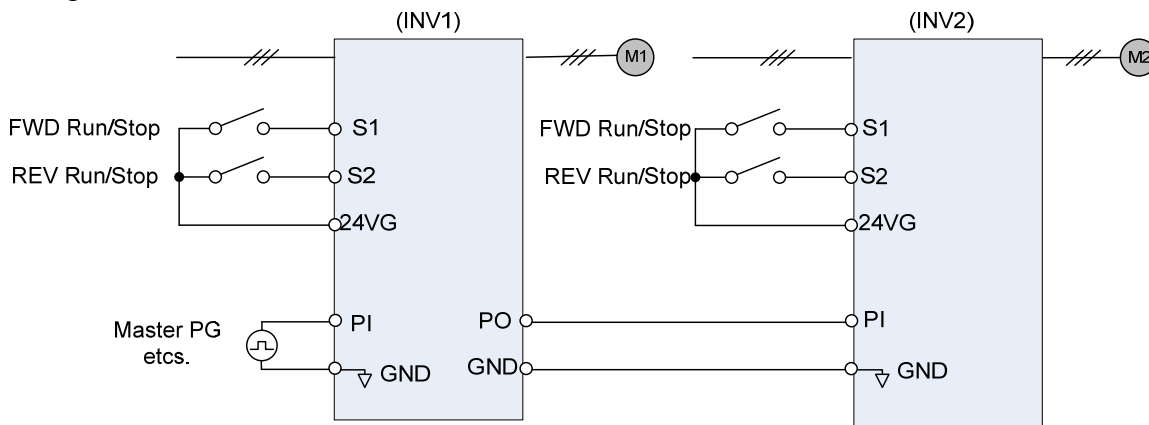 (INV1)
(INV2)
M1
M2
FWD Run/Stop
S1
FWD Run/Stop
S1
REV Run/Stop
S2
REV Run/Stop
S2
24VG
24VG
Master PG
etcs.
PI
PO
PI
GND
GND
GND